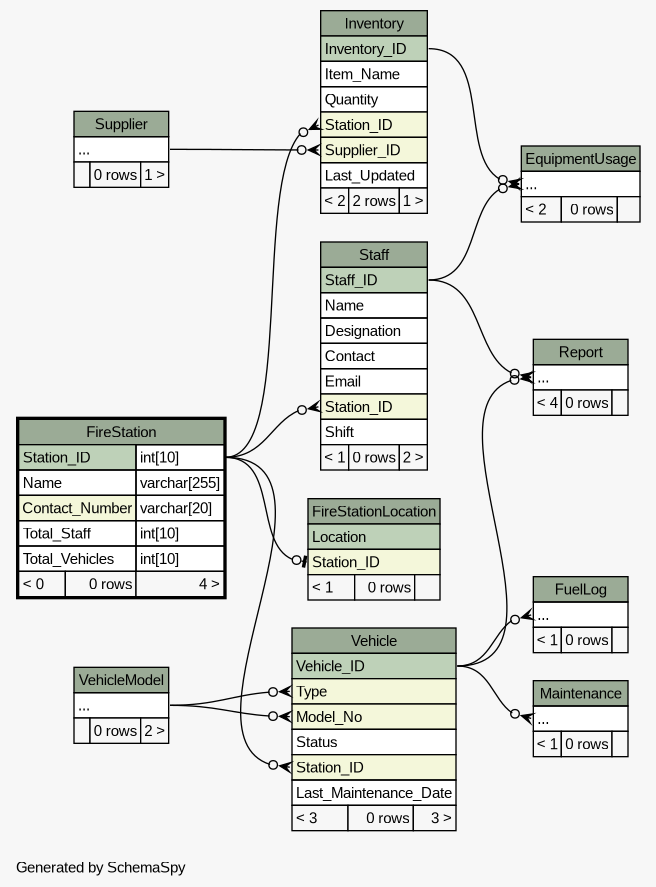 Inventory
Inventory_ID
Item_Name
Quantity
Station_ID
Supplier_ID
Last_Updated
< 2 2 rows 1 >
Supplier
...
0 rows 1 >
EquipmentUsage
...
< 2 0 rows
Staff
Staff_ID
Name
Designation
Contact
Email
Station_ID
Shift
< 1 0 rows 2 >
Report
...
< 4 0 rows
FireStation
Station_ID int[10]
Name varchar[255]
Contact_Number varchar[20]
Total_Staff int[10]
Total_Vehicles int[10]
< 0 0 rows 4 >
FireStationLocation
Location
Station_ID
< 1 0 rows
FuelLog
...
< 1 0 rows
Vehicle
Vehicle_ID
Type
Model_No
Status
Station_ID
Last_Maintenance_Date
< 3 0 rows 3 >
VehicleModel
...
0 rows 2 >
Maintenance
...
< 1 0 rows
Generated by SchemaSpy